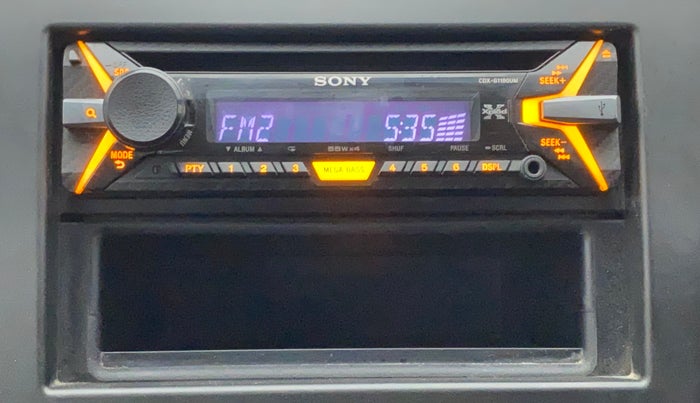 SONY
CDX-G1180UM
SEEK+
FM2 5:35
MODE
SEEK-
▼ ALBUM ▲ 55W×4 SHUF PAUSE SCRL
PTY 1 2 3 MEGA BASS 4 5 6 DSPL